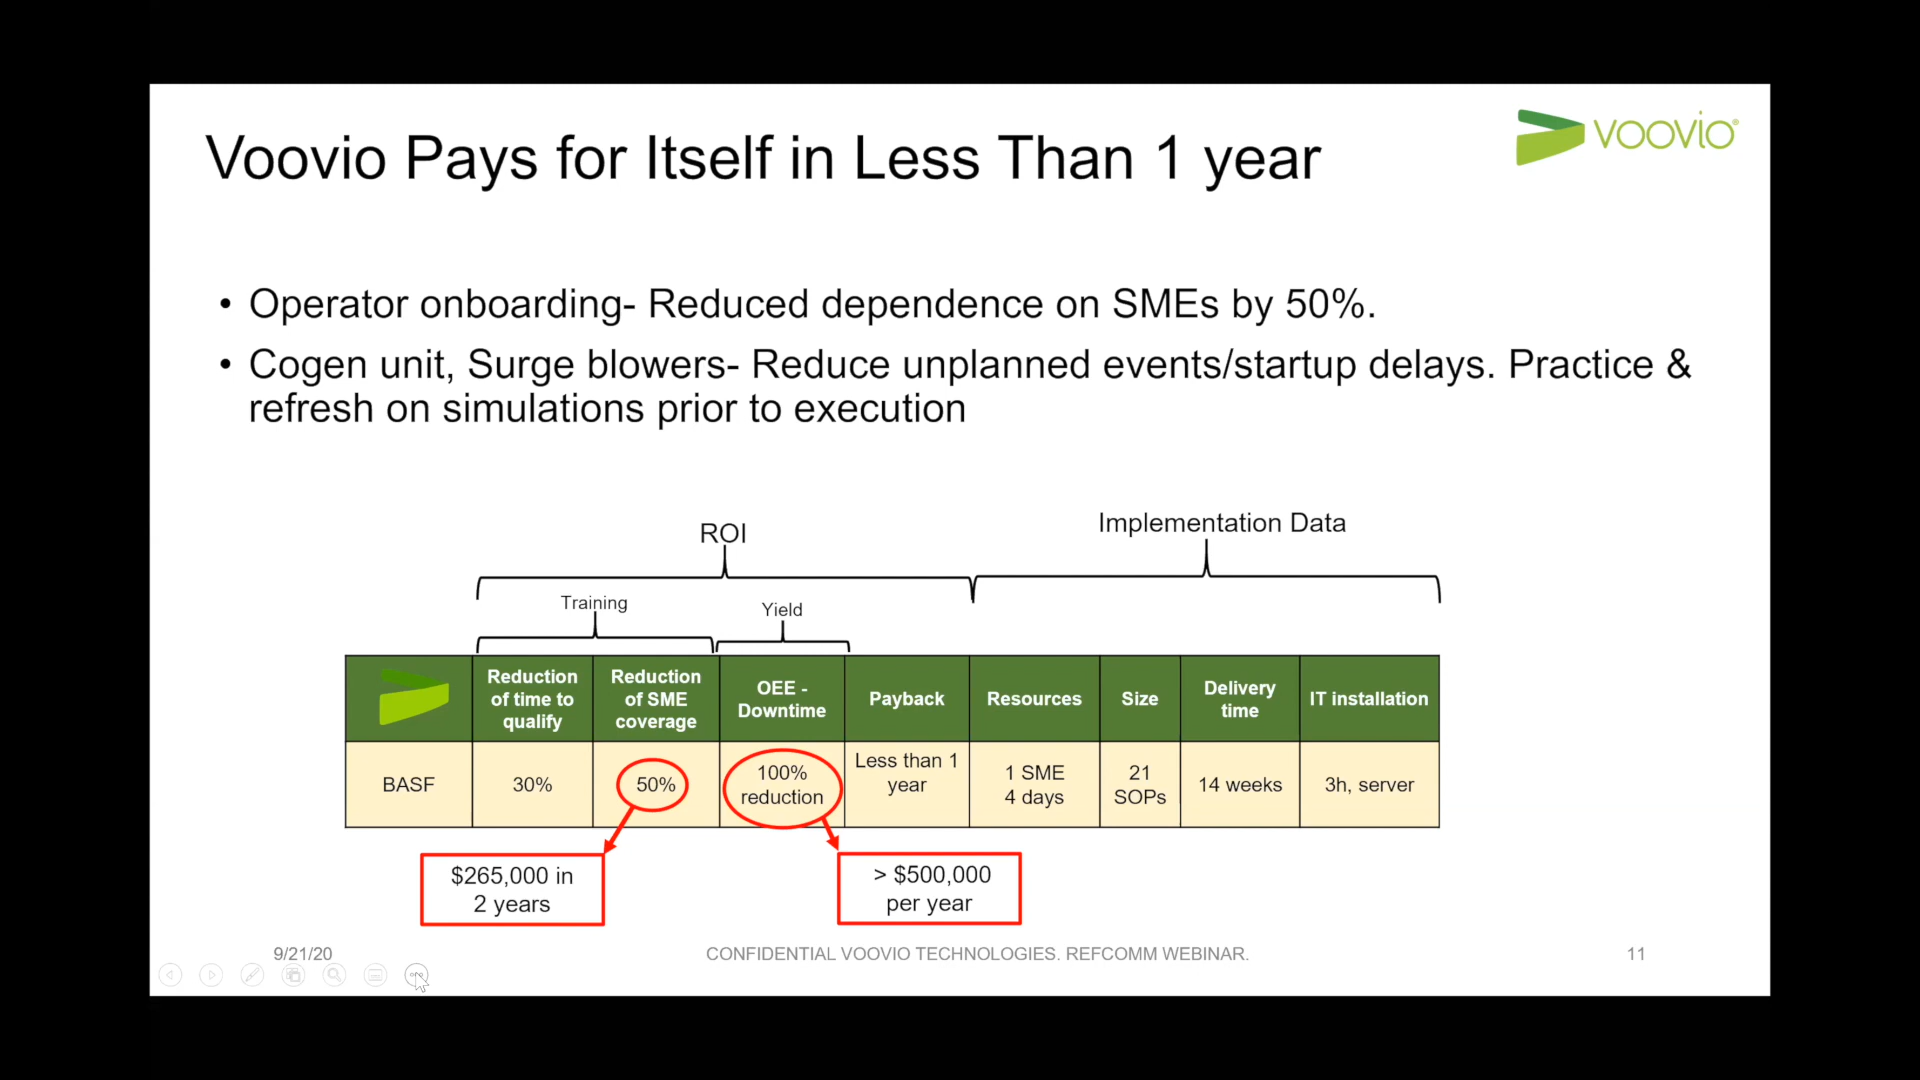 voovio®
Voovio Pays for Itself in Less Than 1 year
• Operator onboarding- Reduced dependence on SMEs by 50%.
• Cogen unit, Surge blowers- Reduce unplanned events/startup delays. Practice &
refresh on simulations prior to execution
ROI
Implementation Data
Training
Yield
Reduction
of time to
qualify
Reduction
of SME
coverage
OEE -
Downtime
Payback
Resources
Size
Delivery
time
IT installation
BASF
30%
50%
100%
reduction
Less than 1
year
1 SME
4 days
21
SOPs
14 weeks
3h, server
$265,000 in
2 years
> $500,000
per year
9/21/20
CONFIDENTIAL VOOVIO TECHNOLOGIES. REFCOMM WEBINAR.
11